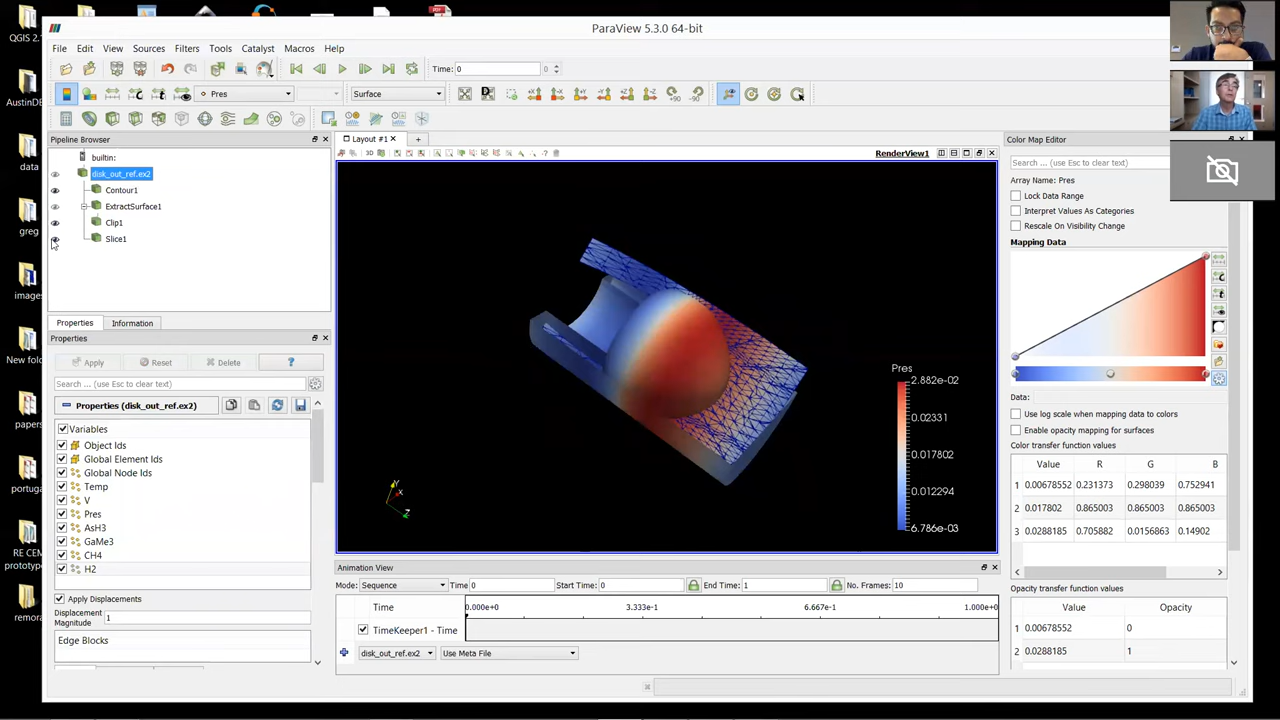 QGIS 2.
ParaView 5.3.0 64-bit
File Edit View Sources Filters Tools Catalyst Macros Help
Time: 0 0
Pres Surface
AustinDE
data
greg
images
New fold
papers
portuga
RE CEM
prototyp
remora
Pipeline Browser
builtin:
disk_out_ref.ex2
Contour1
ExtractSurface1
Clip1
Slice1
Properties Information
Properties
Apply Reset Delete ?
Search ... (use Esc to clear text)
Properties (disk_out_ref.ex2)
Variables
Object Ids
Global Element Ids
Global Node Ids
Temp
V
Pres
AsH3
GaMe3
CH4
H2
Apply Displacements
Displacement
Magnitude 1
Edge Blocks
Layout #1
3D
RenderView1
Pres
2.882e-02
0.02331
0.017802
0.012294
6.786e-03
Y
X
Z
Animation View
Mode: Sequence Time 0 Start Time: 0 End Time: 1 No. Frames: 10
Time 0.000e+0 3.333e-1 6.667e-1 1.000e+0
TimeKeeper1 - Time
disk_out_ref.ex2 Use Meta File
Color Map Editor
Search ... (use Esc to clear text)
Array Name: Pres
Lock Data Range
Interpret Values As Categories
Rescale On Visibility Change
Mapping Data
Data:
Use log scale when mapping data to colors
Enable opacity mapping for surfaces
Color transfer function values
Value R G B
1 0.00678552 0.231373 0.298039 0.752941
2 0.017802 0.865003 0.865003 0.865003
3 0.0288185 0.705882 0.0156863 0.14902
Opacity transfer function values
Value Opacity
1 0.00678552 0
2 0.0288185 1